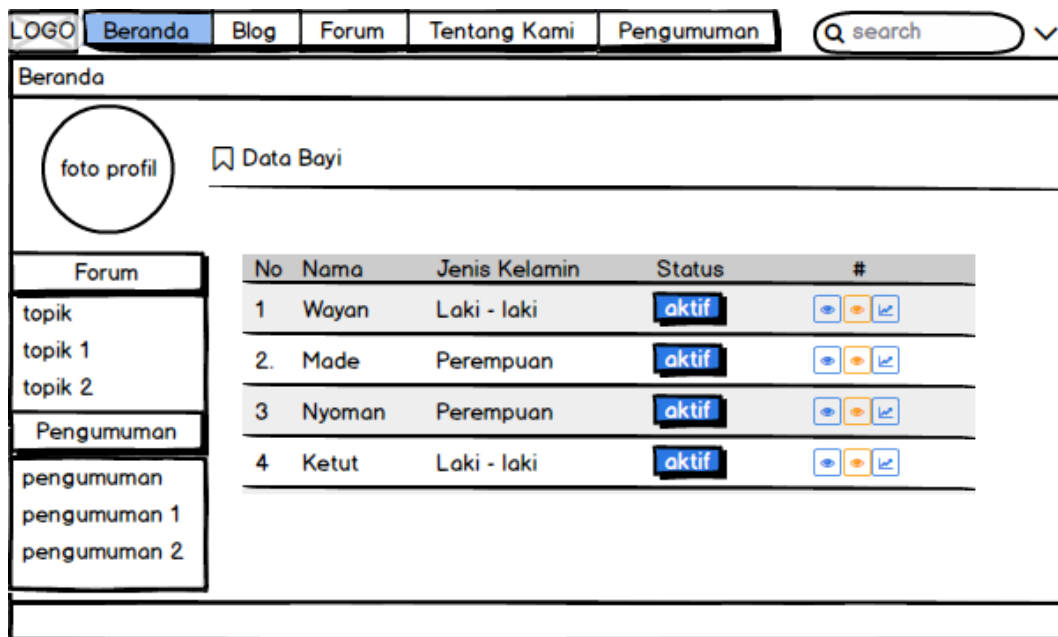 LOGO Beranda Blog Forum Tentang Kami Pengumuman search
Beranda
foto profil
Data Bayi
Forum
topik
topik 1
topik 2
Pengumuman
pengumuman
pengumuman 1
pengumuman 2
No Nama Jenis Kelamin Status #
1 Wayan Laki - laki aktif
2. Made Perempuan aktif
3 Nyoman Perempuan aktif
4 Ketut Laki - laki aktif